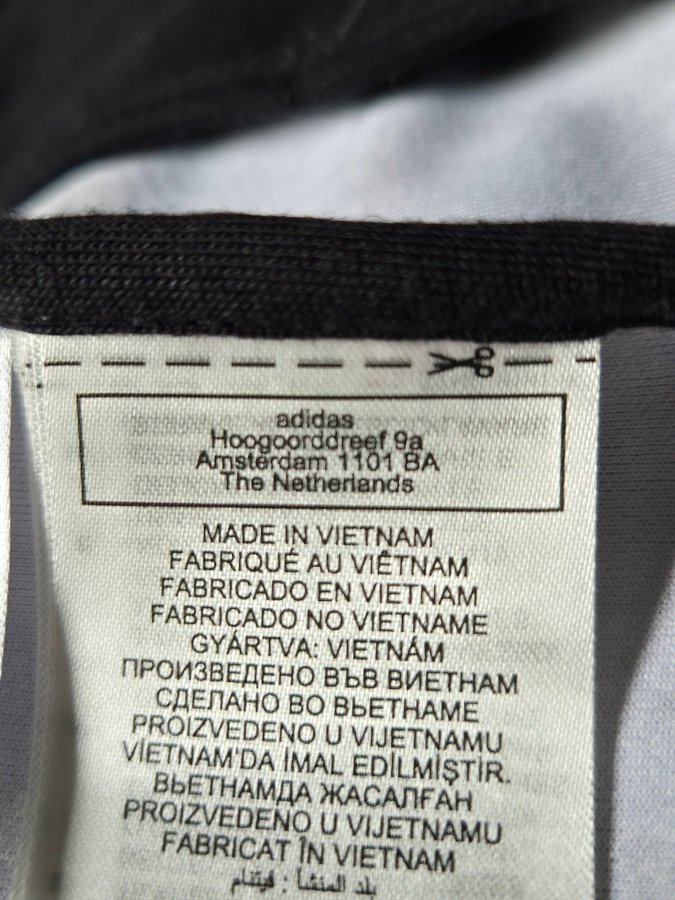 adidas
Hoogoorddreef 9a
Amsterdam 1101 BA
The Netherlands
MADE IN VIETNAM
FABRIQUÉ AU VIÊTNAM
FABRICADO EN VIETNAM
FABRICADO NO VIETNAME
GYÁRTVA: VIETNÁM
ПРОИЗВЕДЕНО ВЪВ ВИЕТНАМ
СДЕЛАНО ВО ВЬЕТНАМЕ
PROIZVEDENO U VIJETNAMU
VİETNAM'DA İMAL EDİLMİŞTİR.
ВЬЕТНАМДА ЖАСАЛҒАН
PROIZVEDENO U VIJETNAMU
FABRICAT ÎN VIETNAM
بلد المنشأ : فيتنام